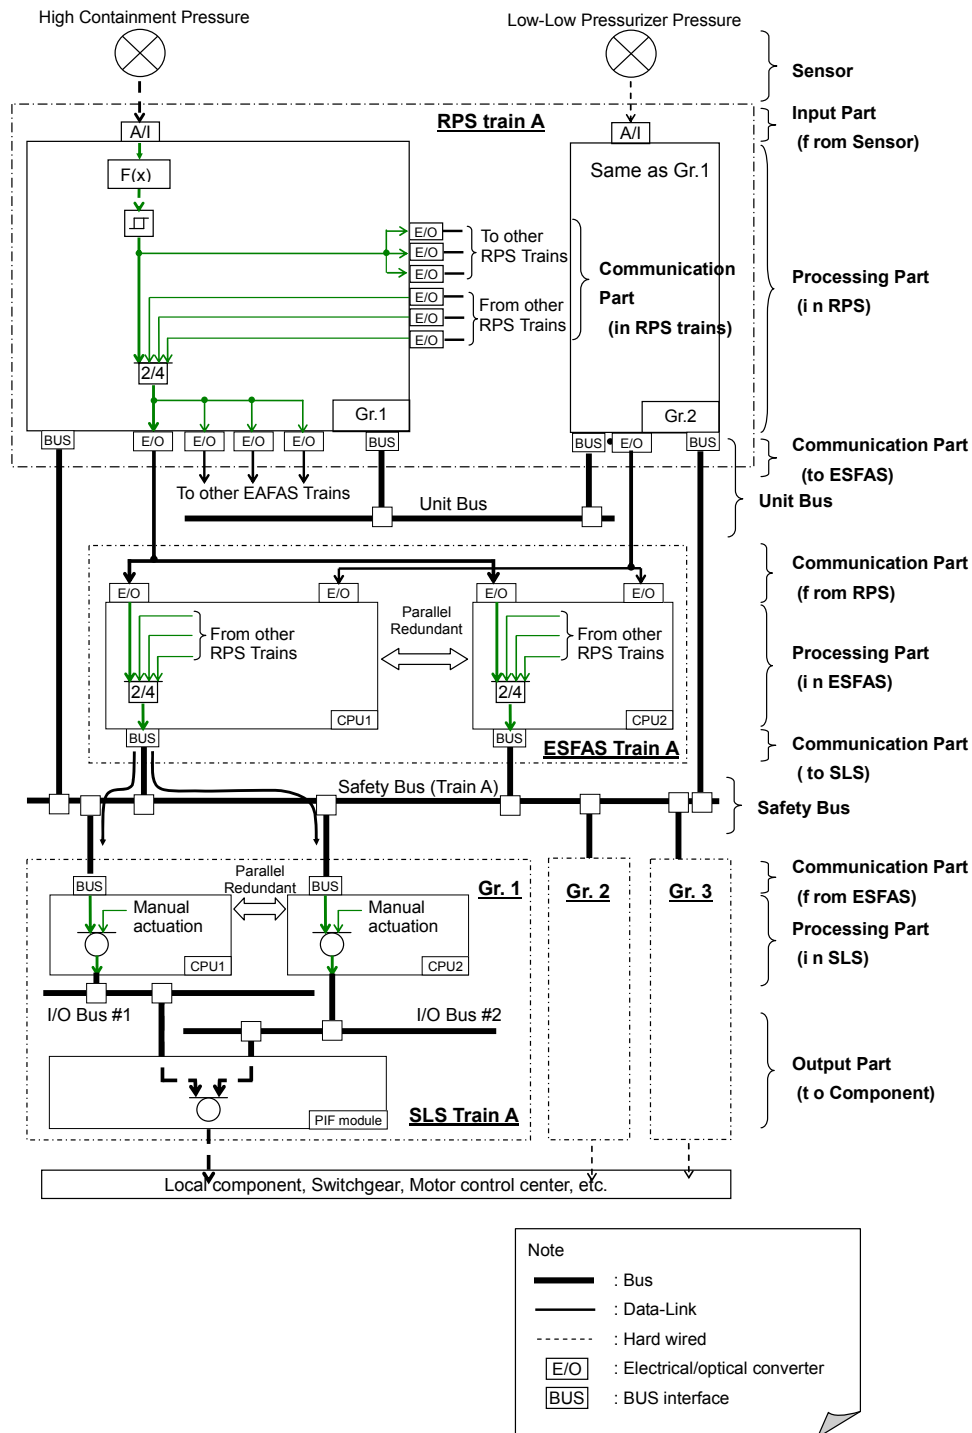 High Containment Pressure
Low-Low Pressurizer Pressure
Sensor
RPS train A
Input Part
(f rom Sensor)
A/I
A/I
F(x)
Same as Gr.1
E/O
E/O
E/O
To other
RPS Trains
Communication
Part
(in RPS trains)
Processing Part
(i n RPS)
E/O
E/O
E/O
From other
RPS Trains
2/4
Gr.1
Gr.2
BUS
E/O
E/O
E/O
E/O
BUS
BUS
E/O
BUS
Communication Part
(to ESFAS)
To other EAFAS Trains
Unit Bus
Unit Bus
Communication Part
(f rom RPS)
E/O
E/O
E/O
E/O
Parallel
Redundant
From other
RPS Trains
From other
RPS Trains
Processing Part
(i n ESFAS)
2/4
2/4
CPU1
CPU2
BUS
BUS
ESFAS Train A
Communication Part
( to SLS)
Safety Bus (Train A)
Safety Bus
Parallel
Redundant
BUS
BUS
Gr. 1
Gr. 2
Gr. 3
Communication Part
(f rom ESFAS)
Manual
actuation
Manual
actuation
Processing Part
(i n SLS)
CPU1
CPU2
I/O Bus #1
I/O Bus #2
Output Part
(t o Component)
PIF module
SLS Train A
Local component, Switchgear, Motor control center, etc.
Note
: Bus
: Data-Link
: Hard wired
E/O : Electrical/optical converter
BUS : BUS interface